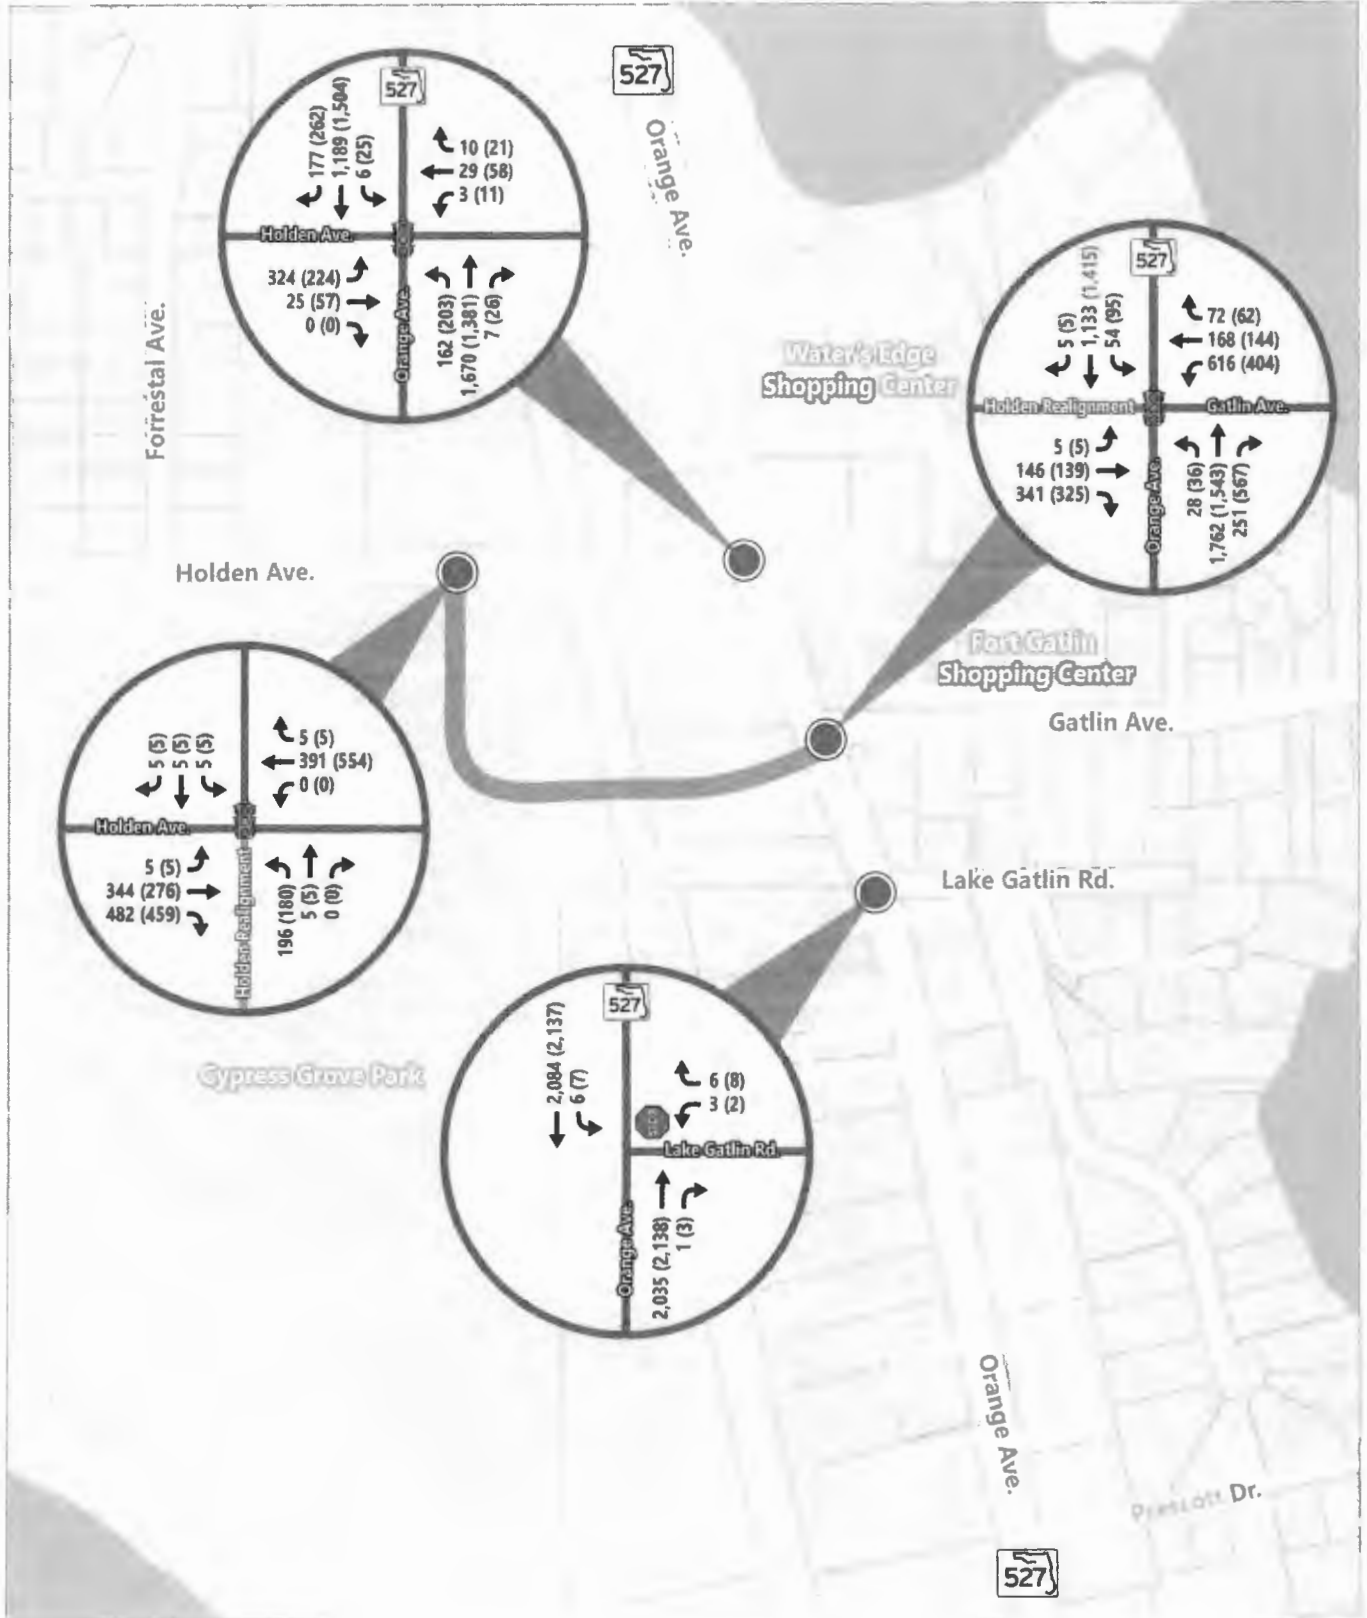 527
Orange Ave.
527
177 (262)
1,189 (1,504)
6 (25)
10 (21)
29 (58)
3 (11)
Holden Ave.
324 (224)
25 (57)
0 (0)
Orange Ave.
162 (203)
1,670 (1,381)
7 (26)
527
5 (5)
1,133 (1,415)
54 (95)
72 (62)
168 (144)
616 (404)
Holden Realignment
Gatlin Ave.
5 (5)
146 (139)
341 (325)
Orange Ave.
28 (36)
1,762 (1,543)
251 (567)
Forrestal Ave.
Water's Edge
Shopping Center
Holden Ave.
Fort Gatlin
Shopping Center
Gatlin Ave.
5 (5)
5 (5)
5 (5)
5 (5)
391 (554)
0 (0)
Holden Ave.
5 (5)
344 (276)
482 (459)
Holden Realignment
196 (180)
5 (5)
0 (0)
Lake Gatlin Rd.
Cypress Grove Park
527
2,084 (2,137)
6 (7)
6 (8)
3 (2)
STOP
Lake Gatlin Rd.
Orange Ave.
2,035 (2,138)
1 (3)
Orange Ave.
Prescott Dr.
527